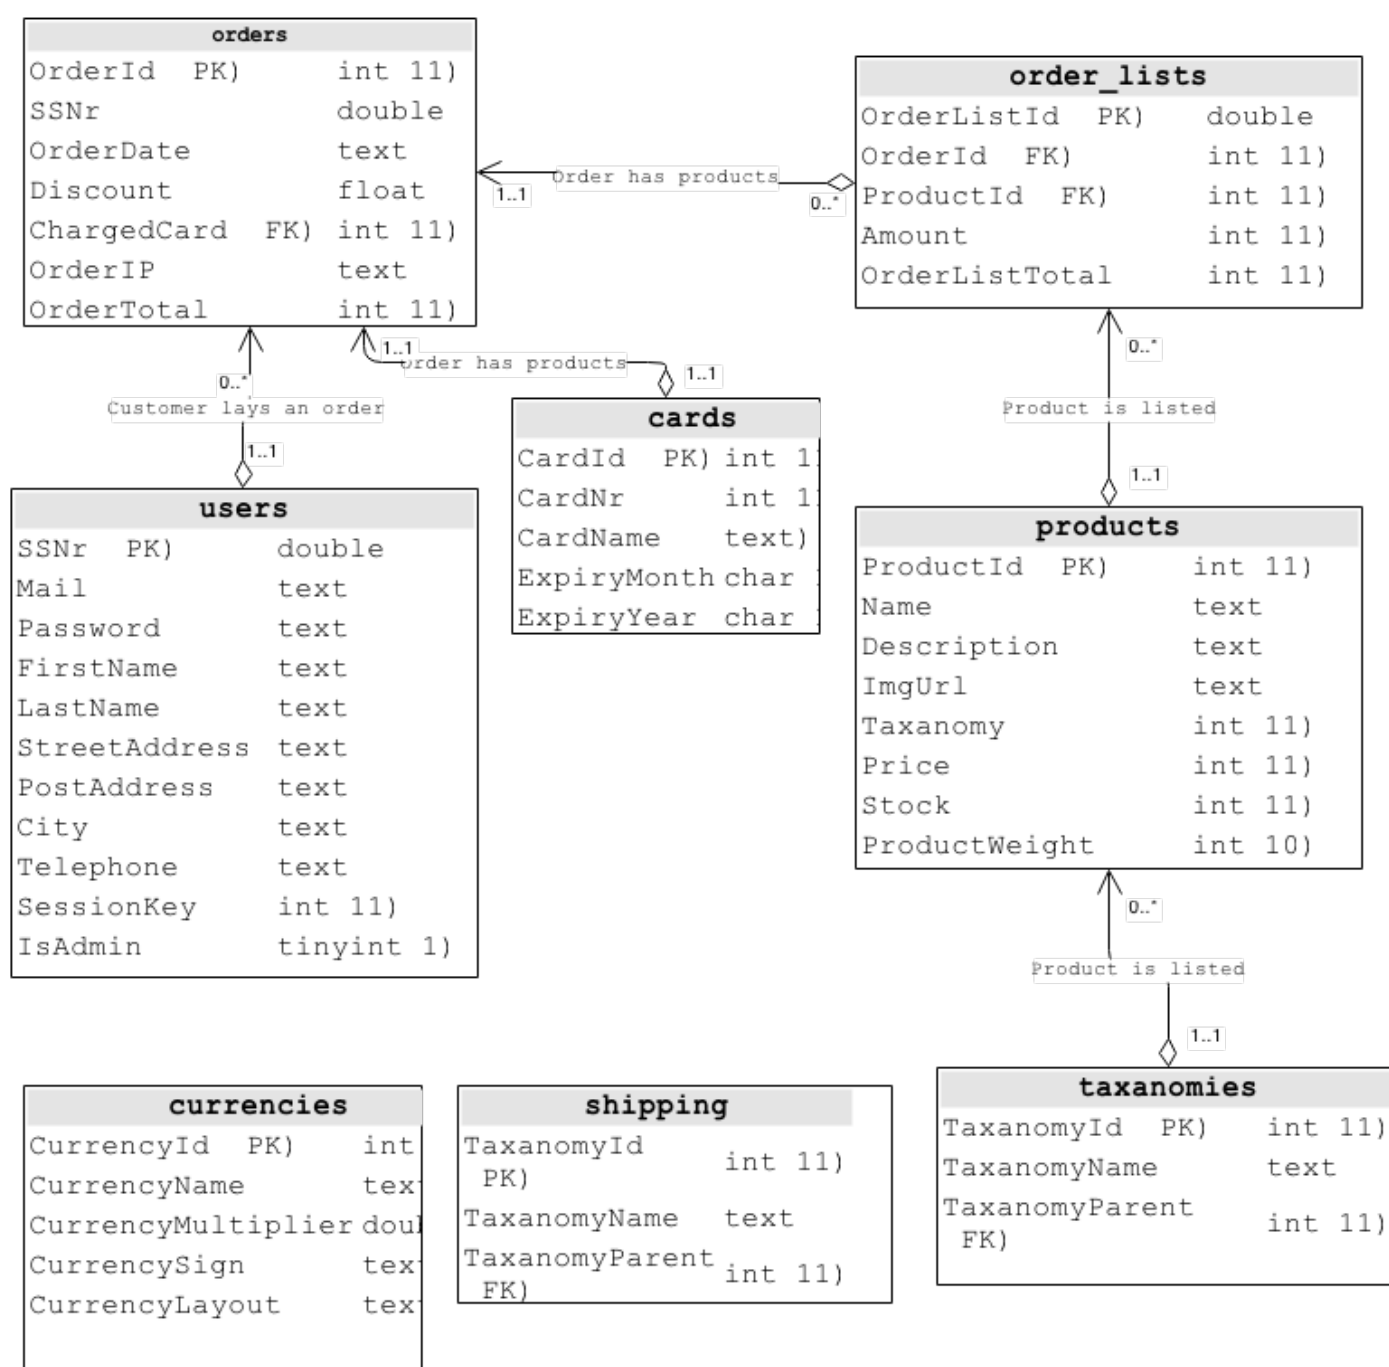 orders
OrderId PK) int 11)
SSNr double
OrderDate text
Discount float
ChargedCard FK) int 11)
OrderIP text
OrderTotal int 11)
order_lists
OrderListId PK) double
OrderId FK) int 11)
ProductId FK) int 11)
Amount int 11)
OrderListTotal int 11)
1..1
Order has products
0..*
0..*
Customer lays an order
1..1
1..1
Order has products
1..1
0..*
Product is listed
1..1
users
SSNr PK) double
Mail text
Password text
FirstName text
LastName text
StreetAddress text
PostAddress text
City text
Telephone text
SessionKey int 11)
IsAdmin tinyint 1)
cards
CardId PK) int 1
CardNr int 1
CardName text)
ExpiryMonth char
ExpiryYear char
products
ProductId PK) int 11)
Name text
Description text
ImgUrl text
Taxanomy int 11)
Price int 11)
Stock int 11)
ProductWeight int 10)
0..*
Product is listed
1..1
currencies
CurrencyId PK) int
CurrencyName tex
CurrencyMultiplier dou
CurrencySign tex
CurrencyLayout tex
shipping
TaxanomyId
PK) int 11)
TaxanomyName text
TaxanomyParent
FK) int 11)
taxanomies
TaxanomyId PK) int 11)
TaxanomyName text
TaxanomyParent
FK) int 11)